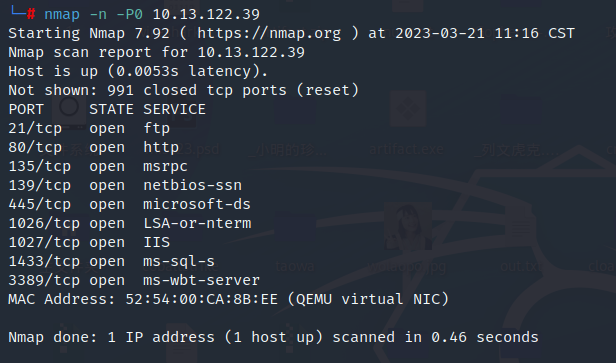 └─# nmap -n -P0 10.13.122.39
Starting Nmap 7.92 ( https://nmap.org ) at 2023-03-21 11:16 CST
Nmap scan report for 10.13.122.39
Host is up (0.0053s latency).
Not shown: 991 closed tcp ports (reset)
PORT     STATE SERVICE
21/tcp   open  ftp
80/tcp   open  http
135/tcp  open  msrpc
139/tcp  open  netbios-ssn
445/tcp  open  microsoft-ds
1026/tcp open  LSA-or-nterm
1027/tcp open  IIS
1433/tcp open  ms-sql-s
3389/tcp open  ms-wbt-server
MAC Address: 52:54:00:CA:8B:EE (QEMU virtual NIC)
Nmap done: 1 IP address (1 host up) scanned in 0.46 seconds